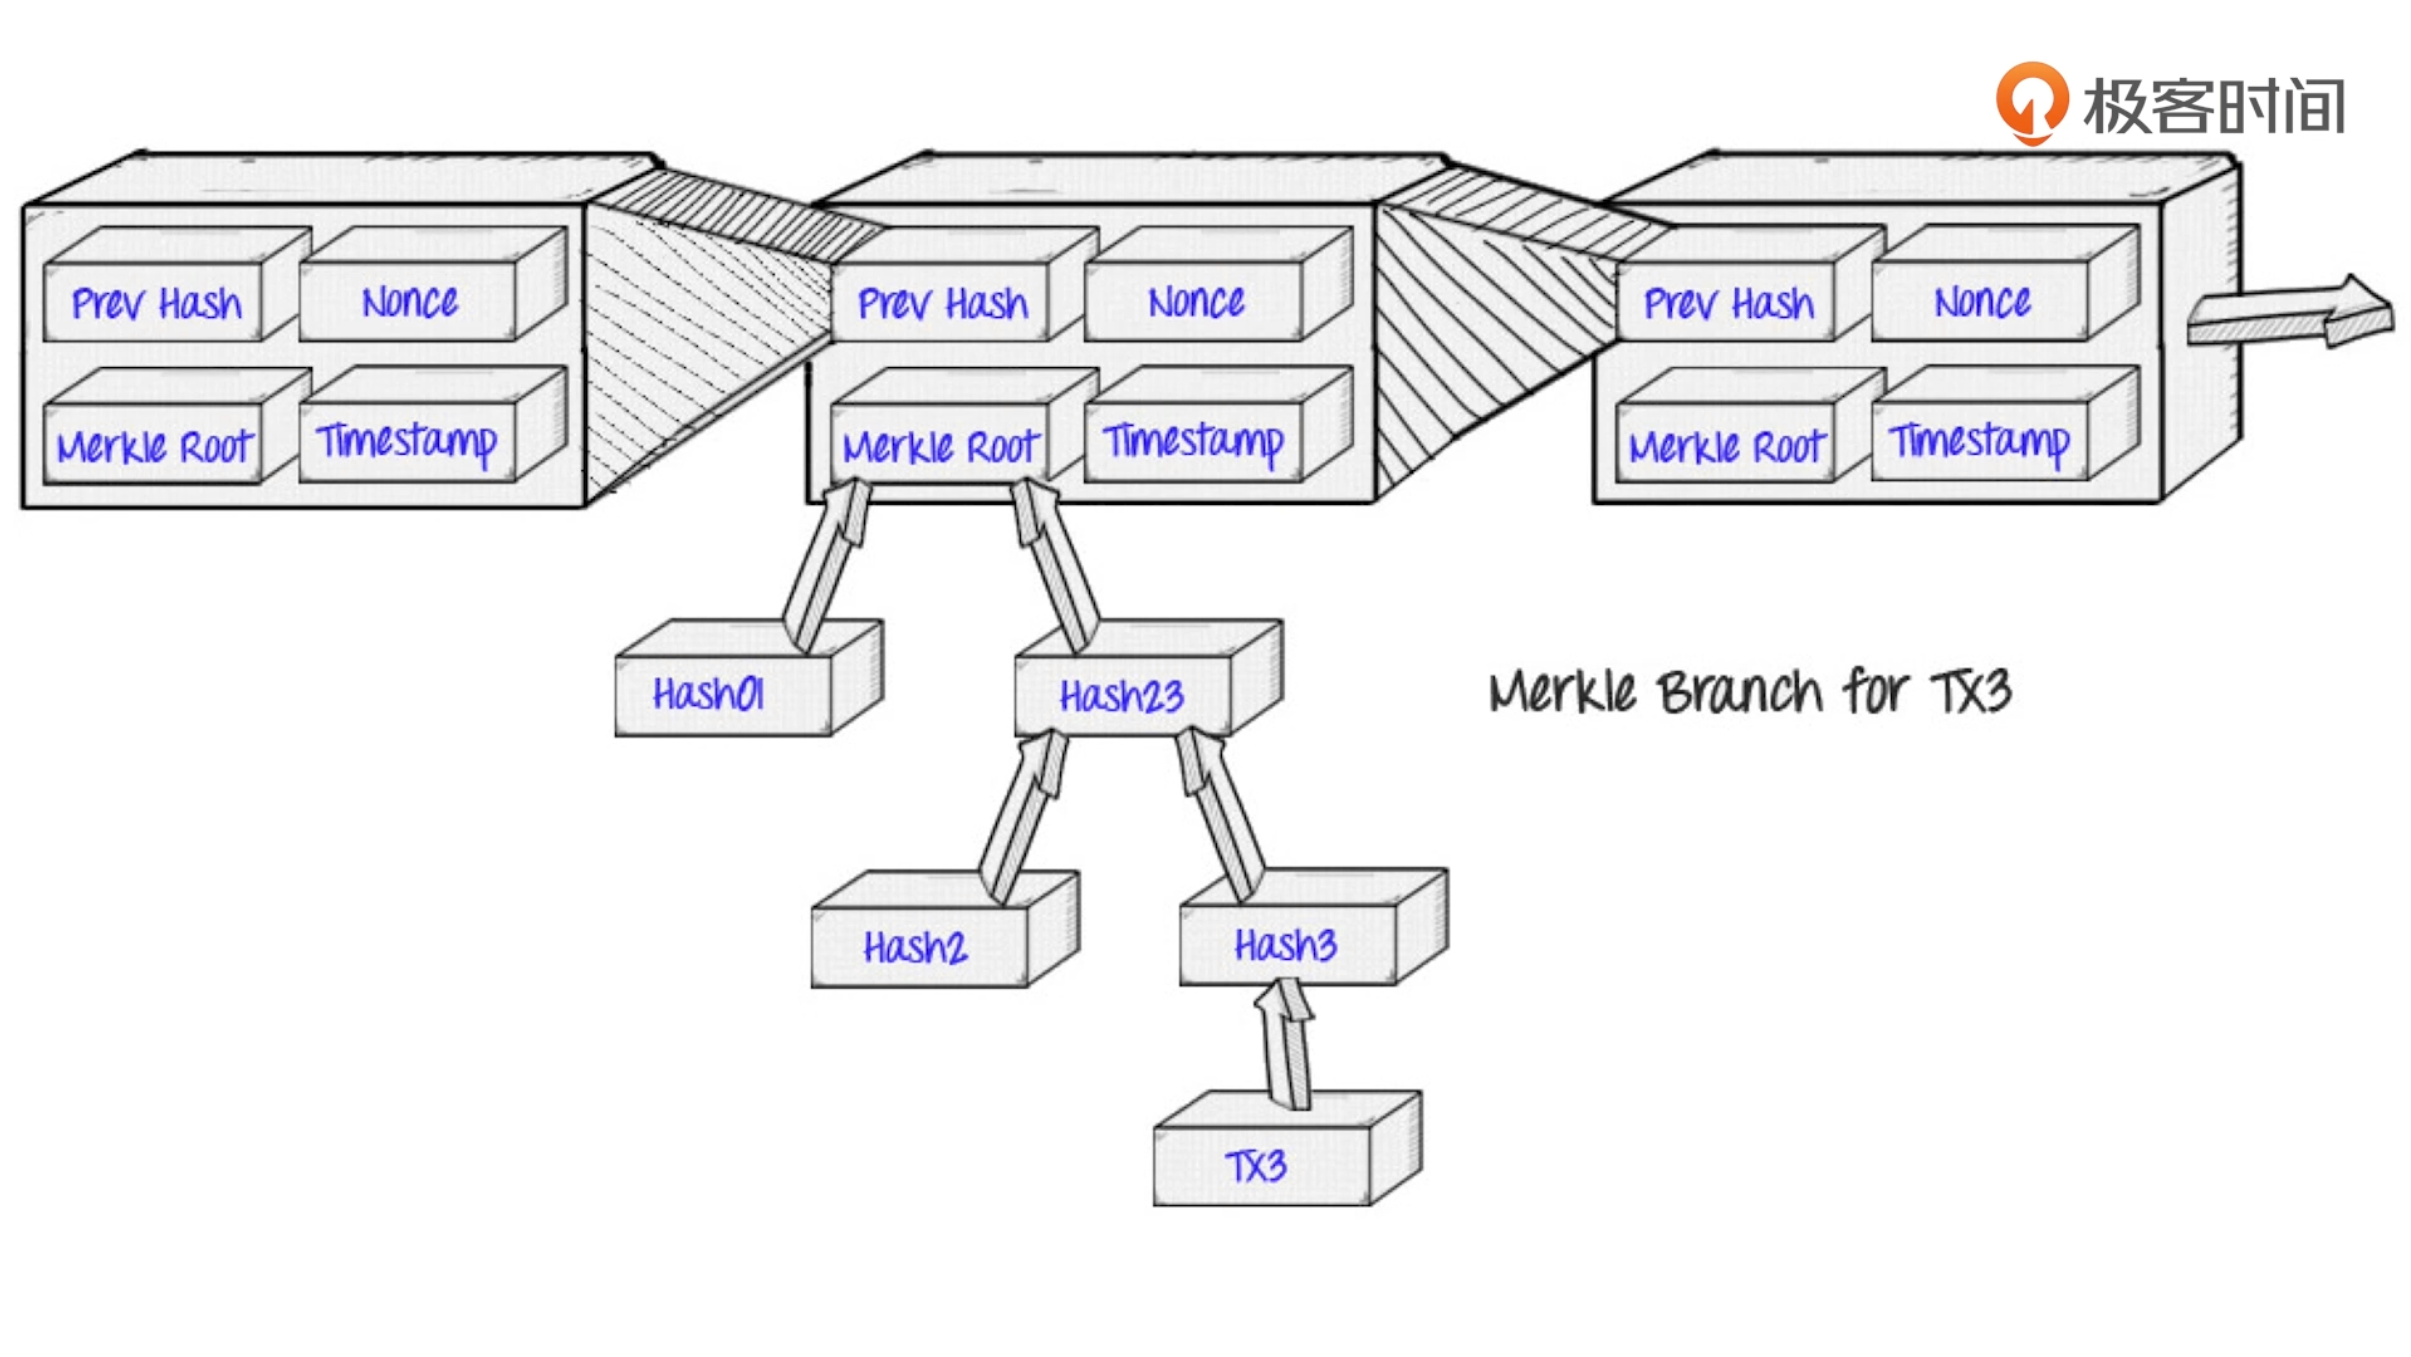 极客时间
Prev Hash Nonce Prev Hash Nonce Prev Hash Nonce
Merkle Root Timestamp Merkle Root Timestamp Merkle Root Timestamp
Hash01 Hash23 Merkle Branch for TX3
Hash2 Hash3
TX3